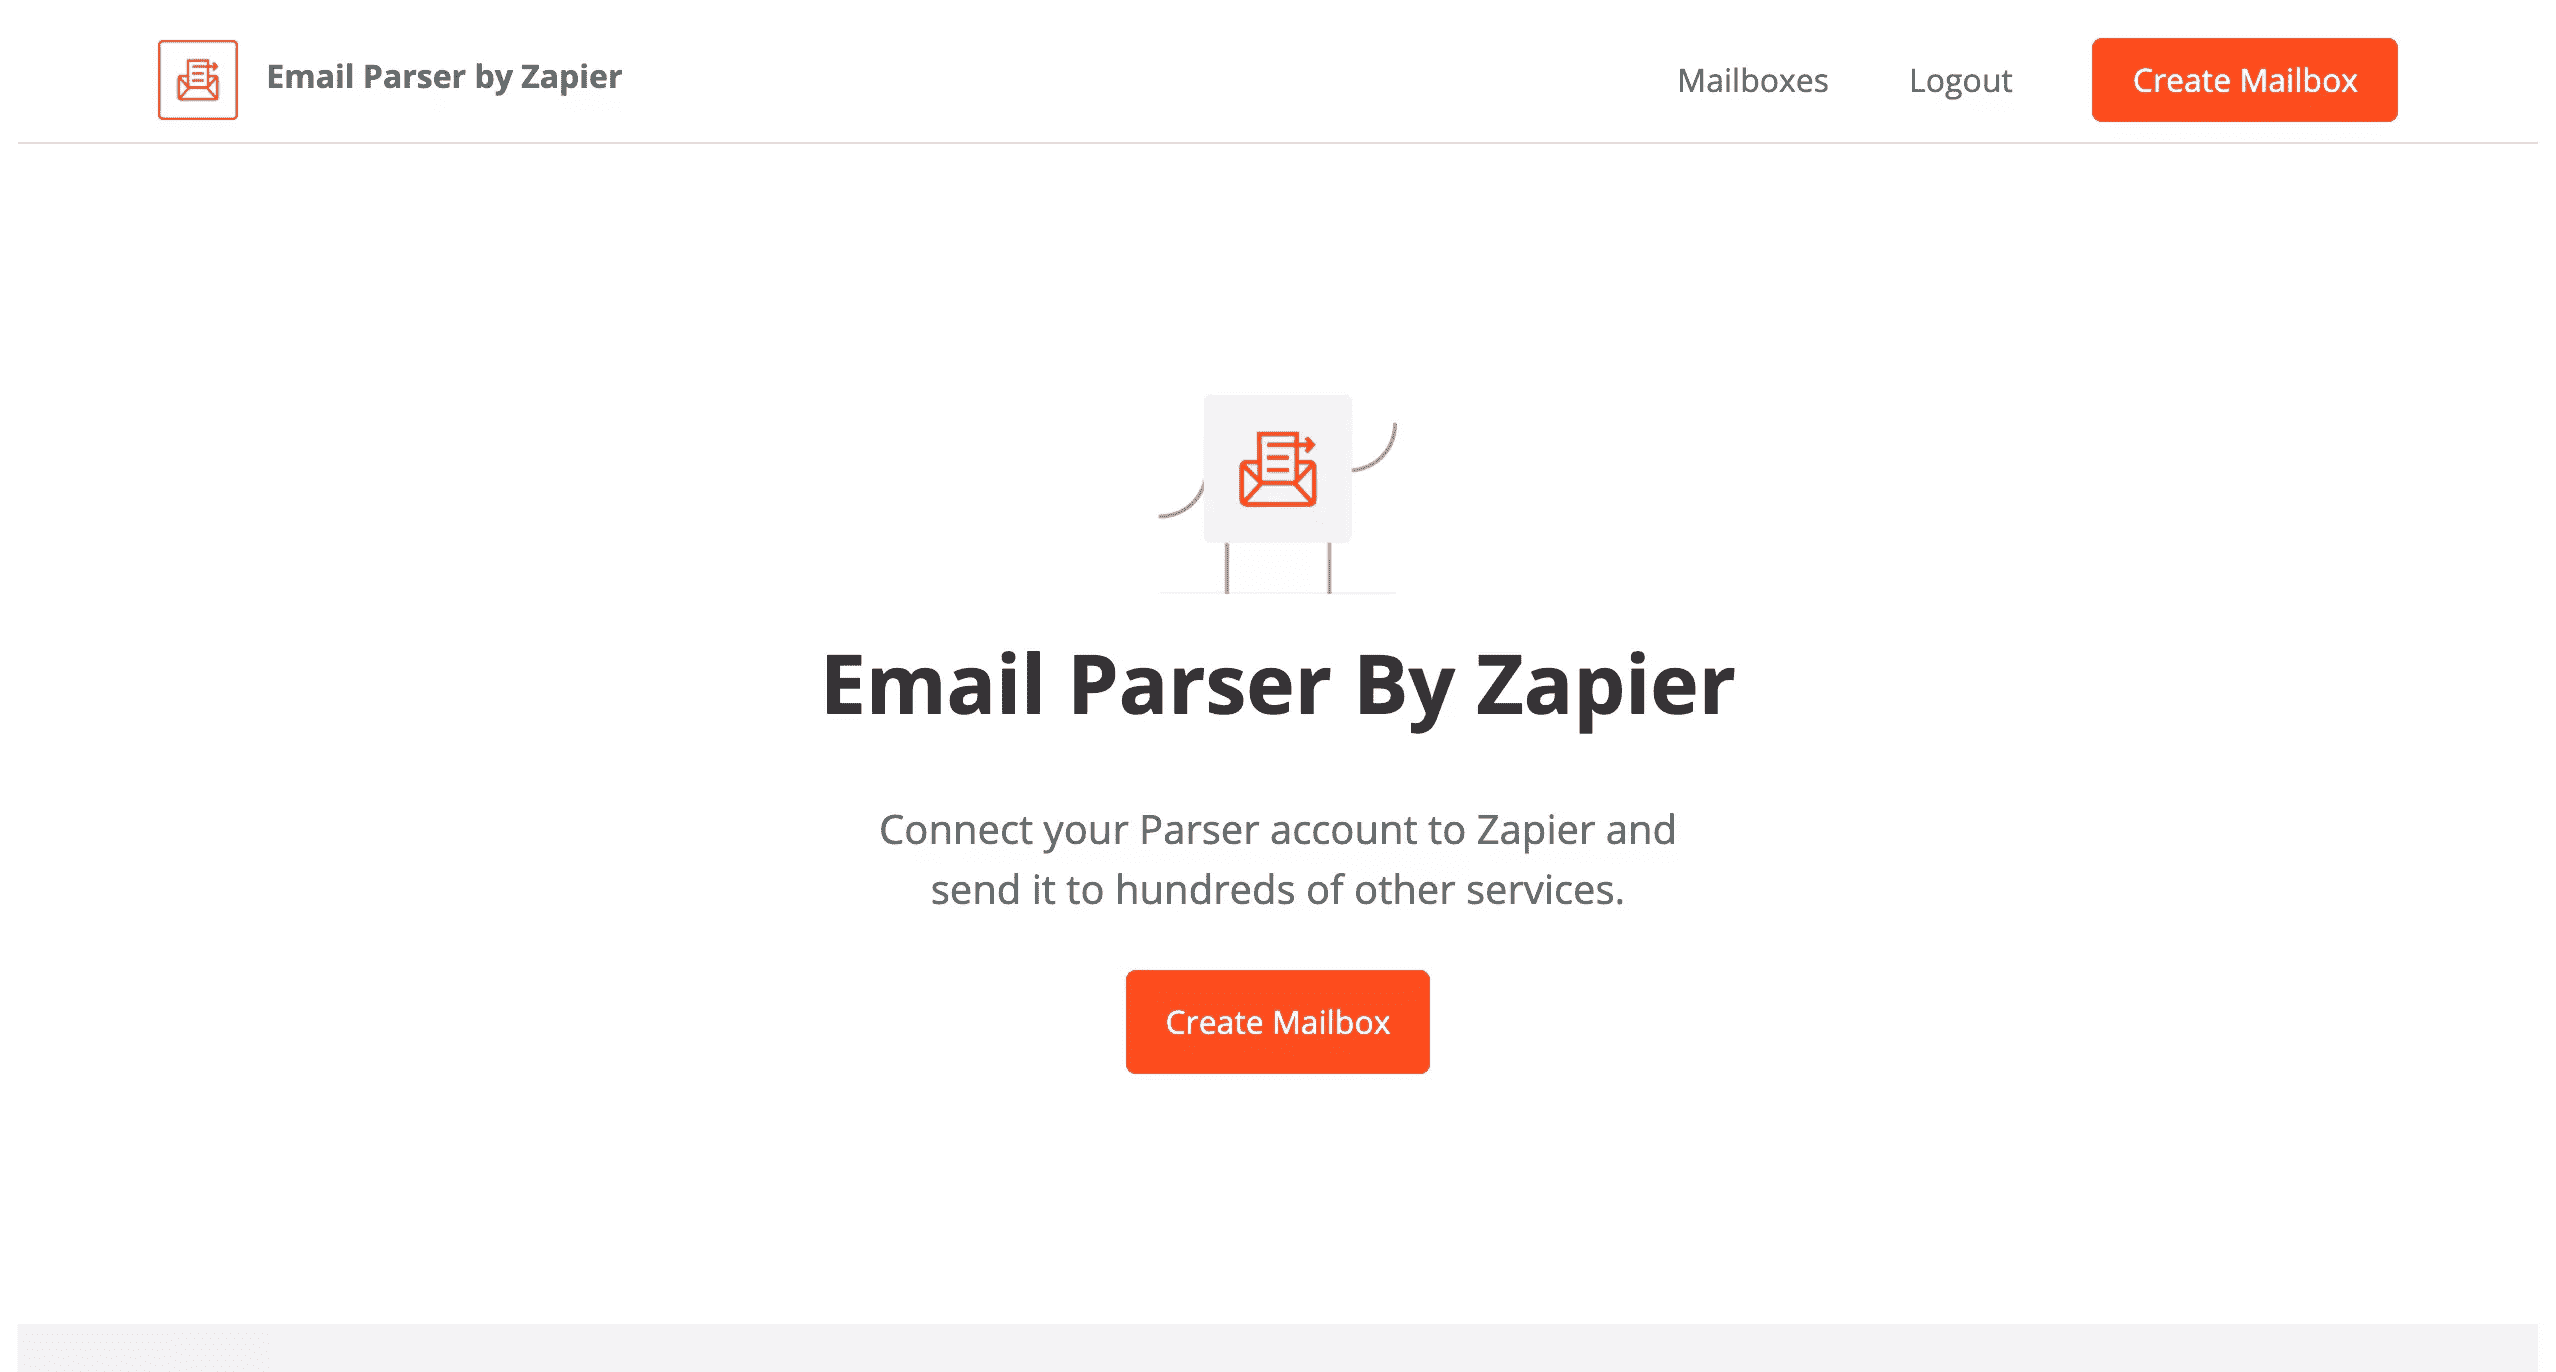 Email Parser by Zapier
Mailboxes
Logout
Create Mailbox
Email Parser By Zapier
Connect your Parser account to Zapier and
send it to hundreds of other services.
Create Mailbox